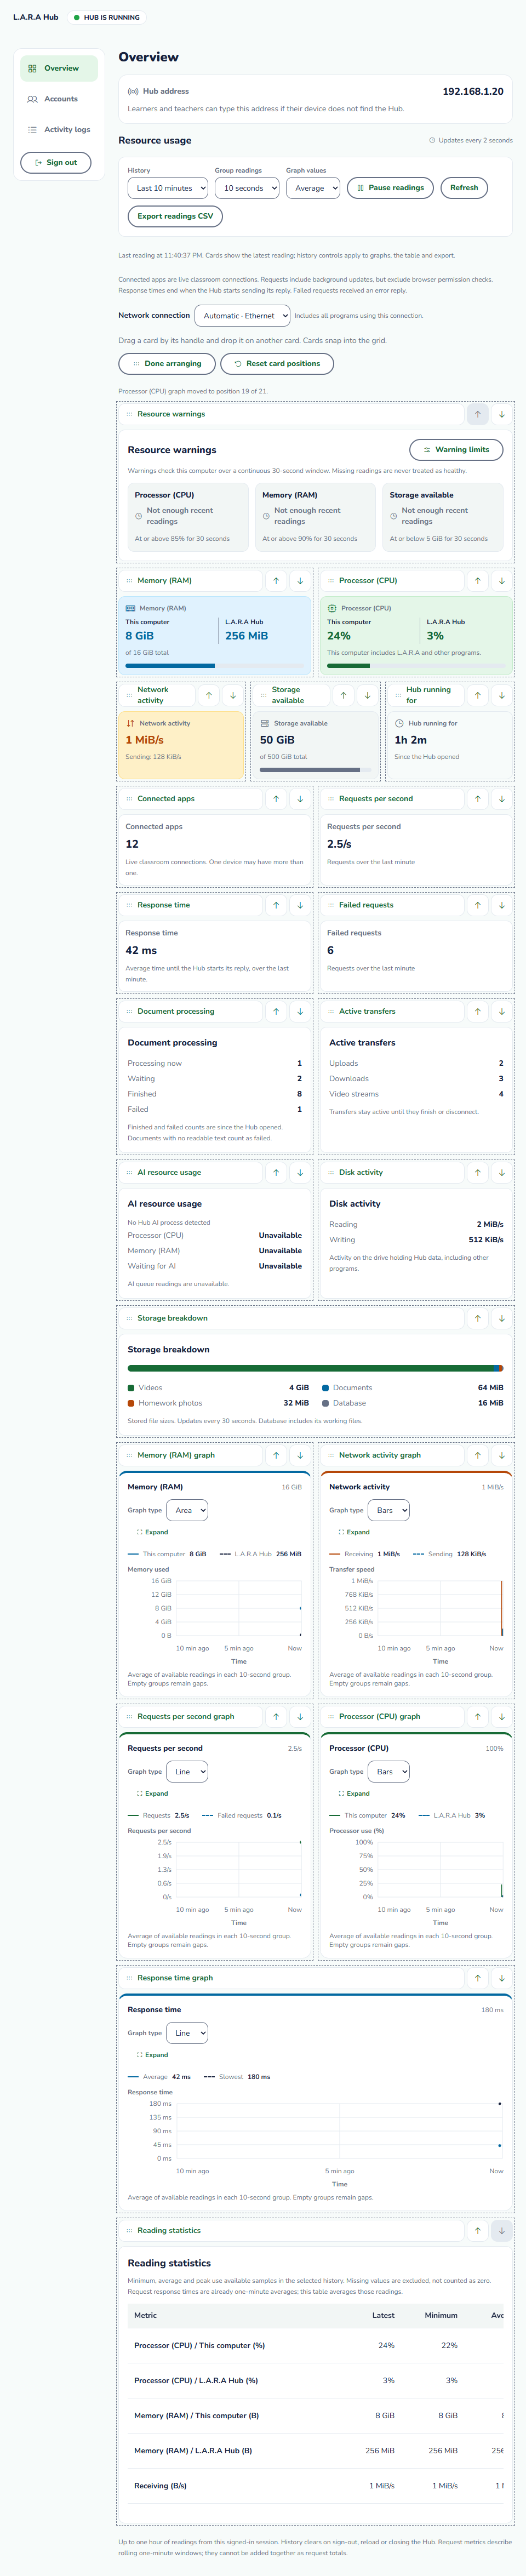 L.A.R.A Hub
HUB IS RUNNING
Overview
Accounts
Activity logs
Sign out
Overview
Hub address
192.168.1.20
Learners and teachers can type this address if their device does not find the Hub.
Resource usage
Updates every 2 seconds
History
Group readings
Graph values
Last 10 minutes
10 seconds
Average
Pause readings
Refresh
Export readings CSV
Last reading at 11:40:37 PM. Cards show the latest reading; history controls apply to graphs, the table and export.
Connected apps are live classroom connections. Requests include background updates, but exclude browser permission checks.
Response times end when the Hub starts sending its reply. Failed requests received an error reply.
Network connection
Automatic · Ethernet
Includes all programs using this connection.
Drag a card by its handle and drop it on another card. Cards snap into the grid.
Done arranging
Reset card positions
Processor (CPU) graph moved to position 19 of 21.
Resource warnings
Resource warnings
Warning limits
Warnings check this computer over a continuous 30-second window. Missing readings are never treated as healthy.
Processor (CPU)
Not enough recent
readings
At or above 85% for 30 seconds
Memory (RAM)
Not enough recent
readings
At or above 90% for 30 seconds
Storage available
Not enough recent
readings
At or below 5 GiB for 30 seconds
Memory (RAM)
Memory (RAM)
This computer
L.A.R.A Hub
8 GiB
256 MiB
of 16 GiB total
Processor (CPU)
Processor (CPU)
This computer
L.A.R.A Hub
24%
3%
This computer includes L.A.R.A and other programs.
Network
activity
Network activity
1 MiB/s
Sending: 128 KiB/s
Storage
available
Storage available
50 GiB
of 500 GiB total
Hub running
for
Hub running for
1h 2m
Since the Hub opened
Connected apps
Connected apps
12
Live classroom connections. One device may have more than
one.
Requests per second
Requests per second
2.5/s
Requests over the last minute
Response time
Response time
42 ms
Average time until the Hub starts its reply, over the last
minute.
Failed requests
Failed requests
6
Requests over the last minute
Document processing
Document processing
Processing now 1
Waiting 2
Finished 8
Failed 1
Finished and failed counts are since the Hub opened.
Documents with no readable text count as failed.
Active transfers
Active transfers
Uploads 2
Downloads 3
Video streams 4
Transfers stay active until they finish or disconnect.
AI resource usage
AI resource usage
No Hub AI process detected
Processor (CPU) Unavailable
Memory (RAM) Unavailable
Waiting for AI Unavailable
AI queue readings are unavailable.
Disk activity
Disk activity
Reading 2 MiB/s
Writing 512 KiB/s
Activity on the drive holding Hub data, including other
programs.
Storage breakdown
Storage breakdown
Videos 4 GiB
Documents 64 MiB
Homework photos 32 MiB
Database 16 MiB
Stored file sizes. Updates every 30 seconds. Database includes its working files.
Memory (RAM) graph
Memory (RAM) 16 GiB
Graph type Area
Expand
This computer 8 GiB L.A.R.A Hub 256 MiB
Memory used
16 GiB
12 GiB
8 GiB
4 GiB
0 B
10 min ago 5 min ago Now
Time
Average of available readings in each 10-second group.
Empty groups remain gaps.
Network activity graph
Network activity 1 MiB/s
Graph type Bars
Expand
Receiving 1 MiB/s Sending 128 KiB/s
Transfer speed
1 MiB/s
768 KiB/s
512 KiB/s
256 KiB/s
0 B/s
10 min ago 5 min ago Now
Time
Average of available readings in each 10-second group.
Empty groups remain gaps.
Requests per second graph
Requests per second 2.5/s
Graph type Line
Expand
Requests 2.5/s Failed requests 0.1/s
Requests per second
2.5/s
1.9/s
1.3/s
0.6/s
0/s
10 min ago 5 min ago Now
Time
Average of available readings in each 10-second group.
Empty groups remain gaps.
Processor (CPU) graph
Processor (CPU) 100%
Graph type Bars
Expand
This computer 24% L.A.R.A Hub 3%
Processor use (%)
100%
75%
50%
25%
0%
10 min ago 5 min ago Now
Time
Average of available readings in each 10-second group.
Empty groups remain gaps.
Response time graph
Response time 180 ms
Graph type Line
Expand
Average 42 ms Slowest 180 ms
Response time
180 ms
135 ms
90 ms
45 ms
0 ms
10 min ago 5 min ago Now
Time
Average of available readings in each 10-second group. Empty groups remain gaps.
Reading statistics
Reading statistics
Minimum, average and peak use available samples in the selected history. Missing values are excluded, not counted as zero.
Request response times are already one-minute averages; this table averages those readings.
Metric Latest Minimum
Processor (CPU) / This computer (%) 24% 22%
Processor (CPU) / L.A.R.A Hub (%) 3% 3%
Memory (RAM) / This computer (B) 8 GiB 8 GiB
Memory (RAM) / L.A.R.A Hub (B) 256 MiB 256 MiB
Receiving (B/s) 1 MiB/s 1 MiB/s
Up to one hour of readings from this signed-in session. History clears on sign-out, reload or closing the Hub. Request metrics describe
rolling one-minute windows; they cannot be added together as request totals.